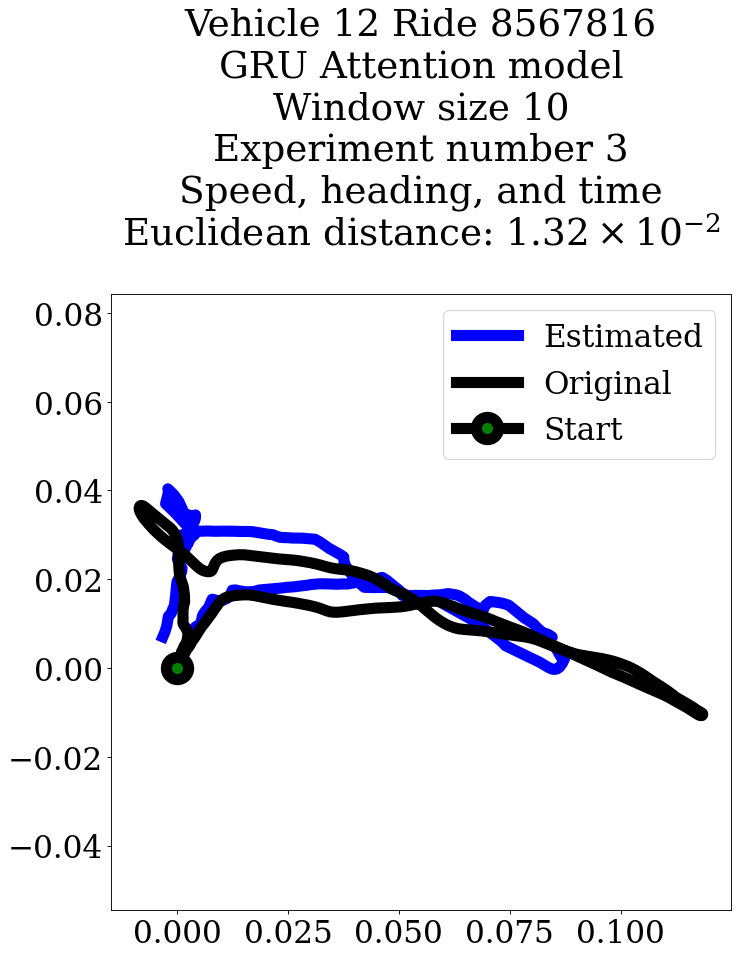 Vehicle 12 Ride 8567816
GRU Attention model
Window size 10
Experiment number 3
Speed, heading, and time
Euclidean distance: 1.32 × 10⁻²
Estimated
Original
Start
0.08
0.06
0.04
0.02
0.00
−0.02
−0.04
0.000 0.025 0.050 0.075 0.100